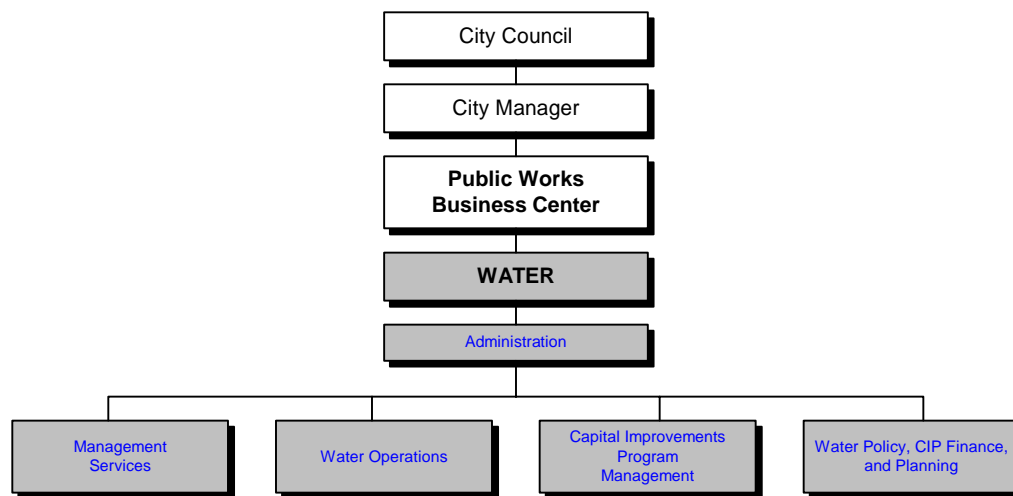 City Council
City Manager
Public Works
Business Center
WATER
Administration
Management
Services
Water Operations
Capital Improvements
Program
Management
Water Policy, CIP Finance,
and Planning